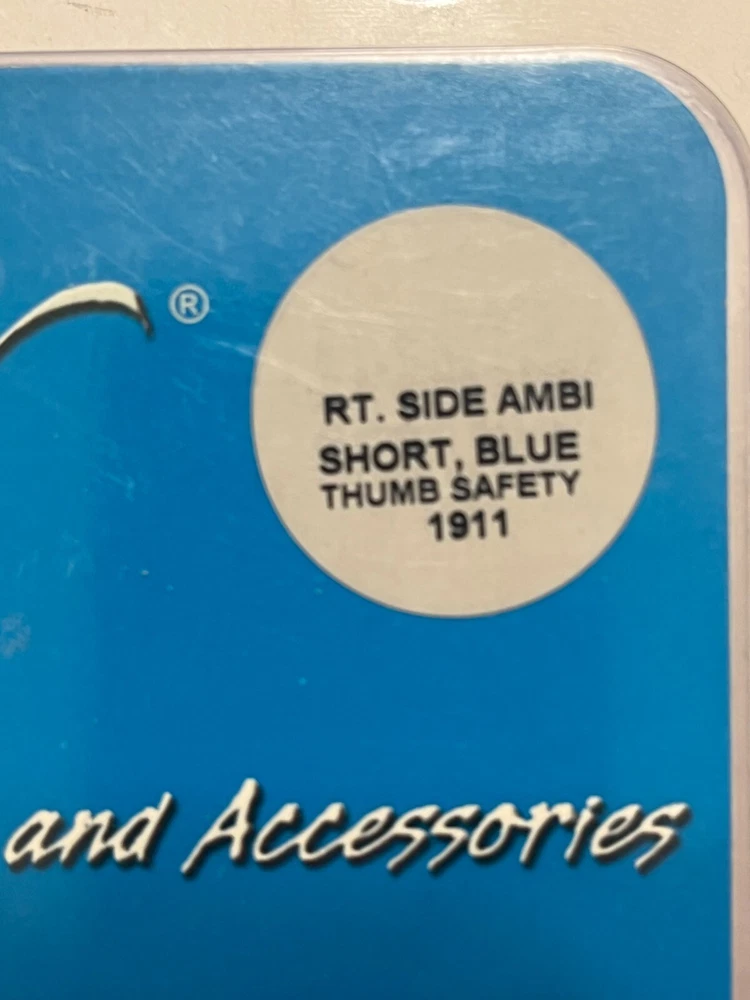 ®
RT. SIDE AMBI
SHORT, BLUE
THUMB SAFETY
1911
and Accessories